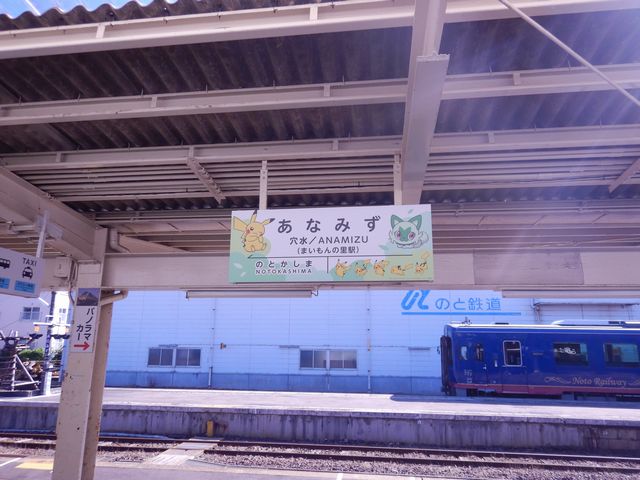 あなみず
穴水/ANAMIZU
(まいもんの里駅)
のとかしま
NOTOKASHIMA
のと鉄道
Noto Railway
TAXI
パノラマカー